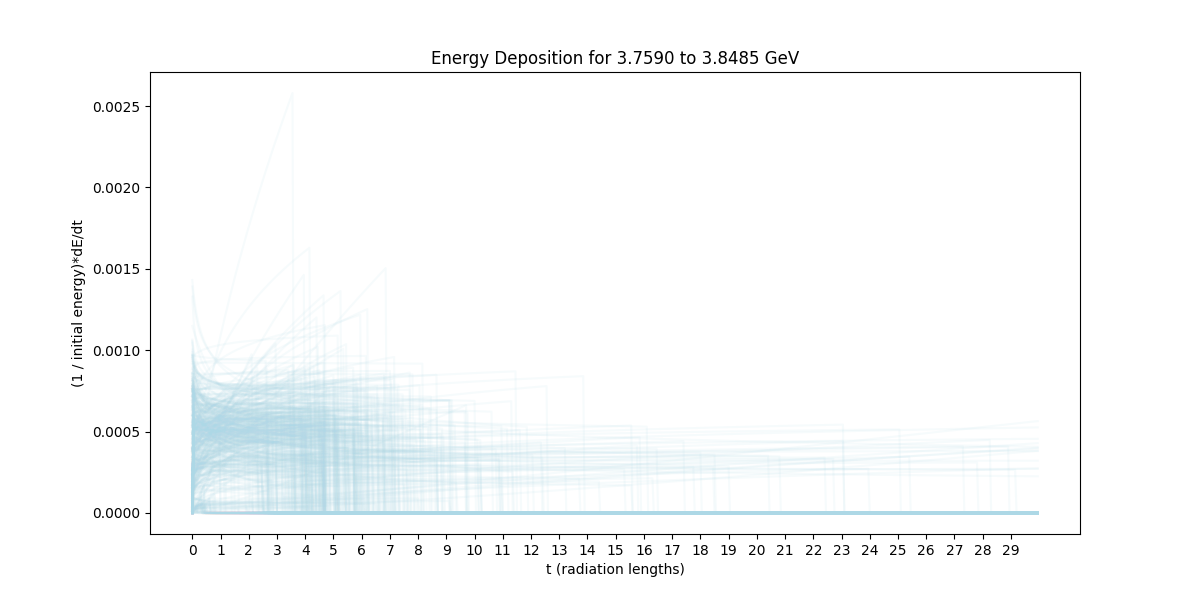 Energy Deposition for 3.7590 to 3.8485 GeV
(1 / initial energy)*dE/dt
0.0025
0.0020
0.0015
0.0010
0.0005
0.0000
0 1 2 3 4 5 6 7 8 9 10 11 12 13 14 15 16 17 18 19 20 21 22 23 24 25 26 27 28 29
t (radiation lengths)